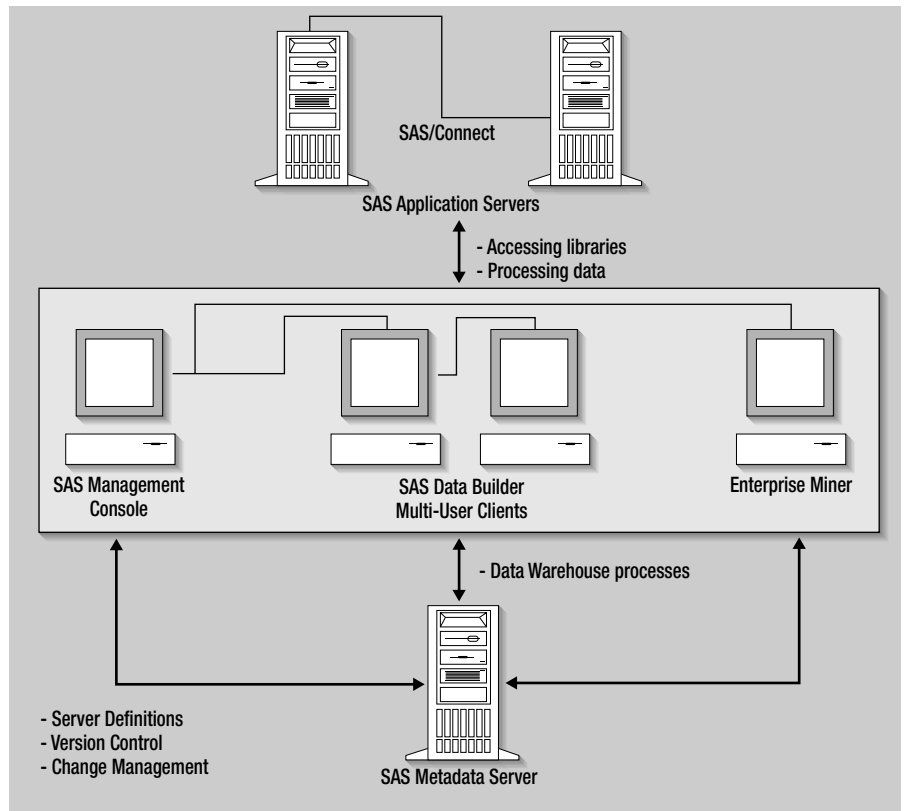 SAS/Connect
SAS Application Servers
- Accessing libraries
- Processing data
SAS Management
Console
SAS Data Builder
Multi-User Clients
Enterprise Miner
- Data Warehouse processes
- Server Definitions
- Version Control
- Change Management
SAS Metadata Server